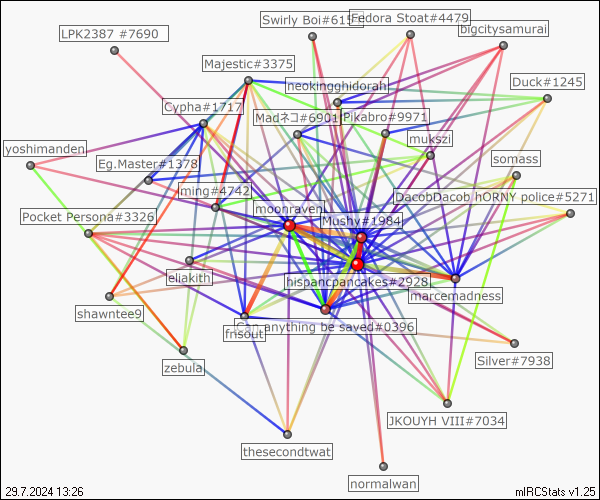 Swirly Boi#615
Fedora Stoat#4479
LPK2387 #7690
bigcitysamurai
Majestic#3375
neokingghidorah
Duck#1245
Cypha#1717
Madネコ#6901
Pikabro#9971
mukszi
yoshimanden
Eg.Master#1378
somass
ming#4742
DacobDacob hORNY police#5271
moonraven
Pocket Persona#3326
Mushy#1984
eliakith
hispancpancakes#2928
marcemadness
shawntee9
Can anything be saved#0396
fnsout
zebula
Silver#7938
JKOUYH VIII#7034
thesecondtwat
normalwan
29.7.2024 13:26
mIRCStats v1.25